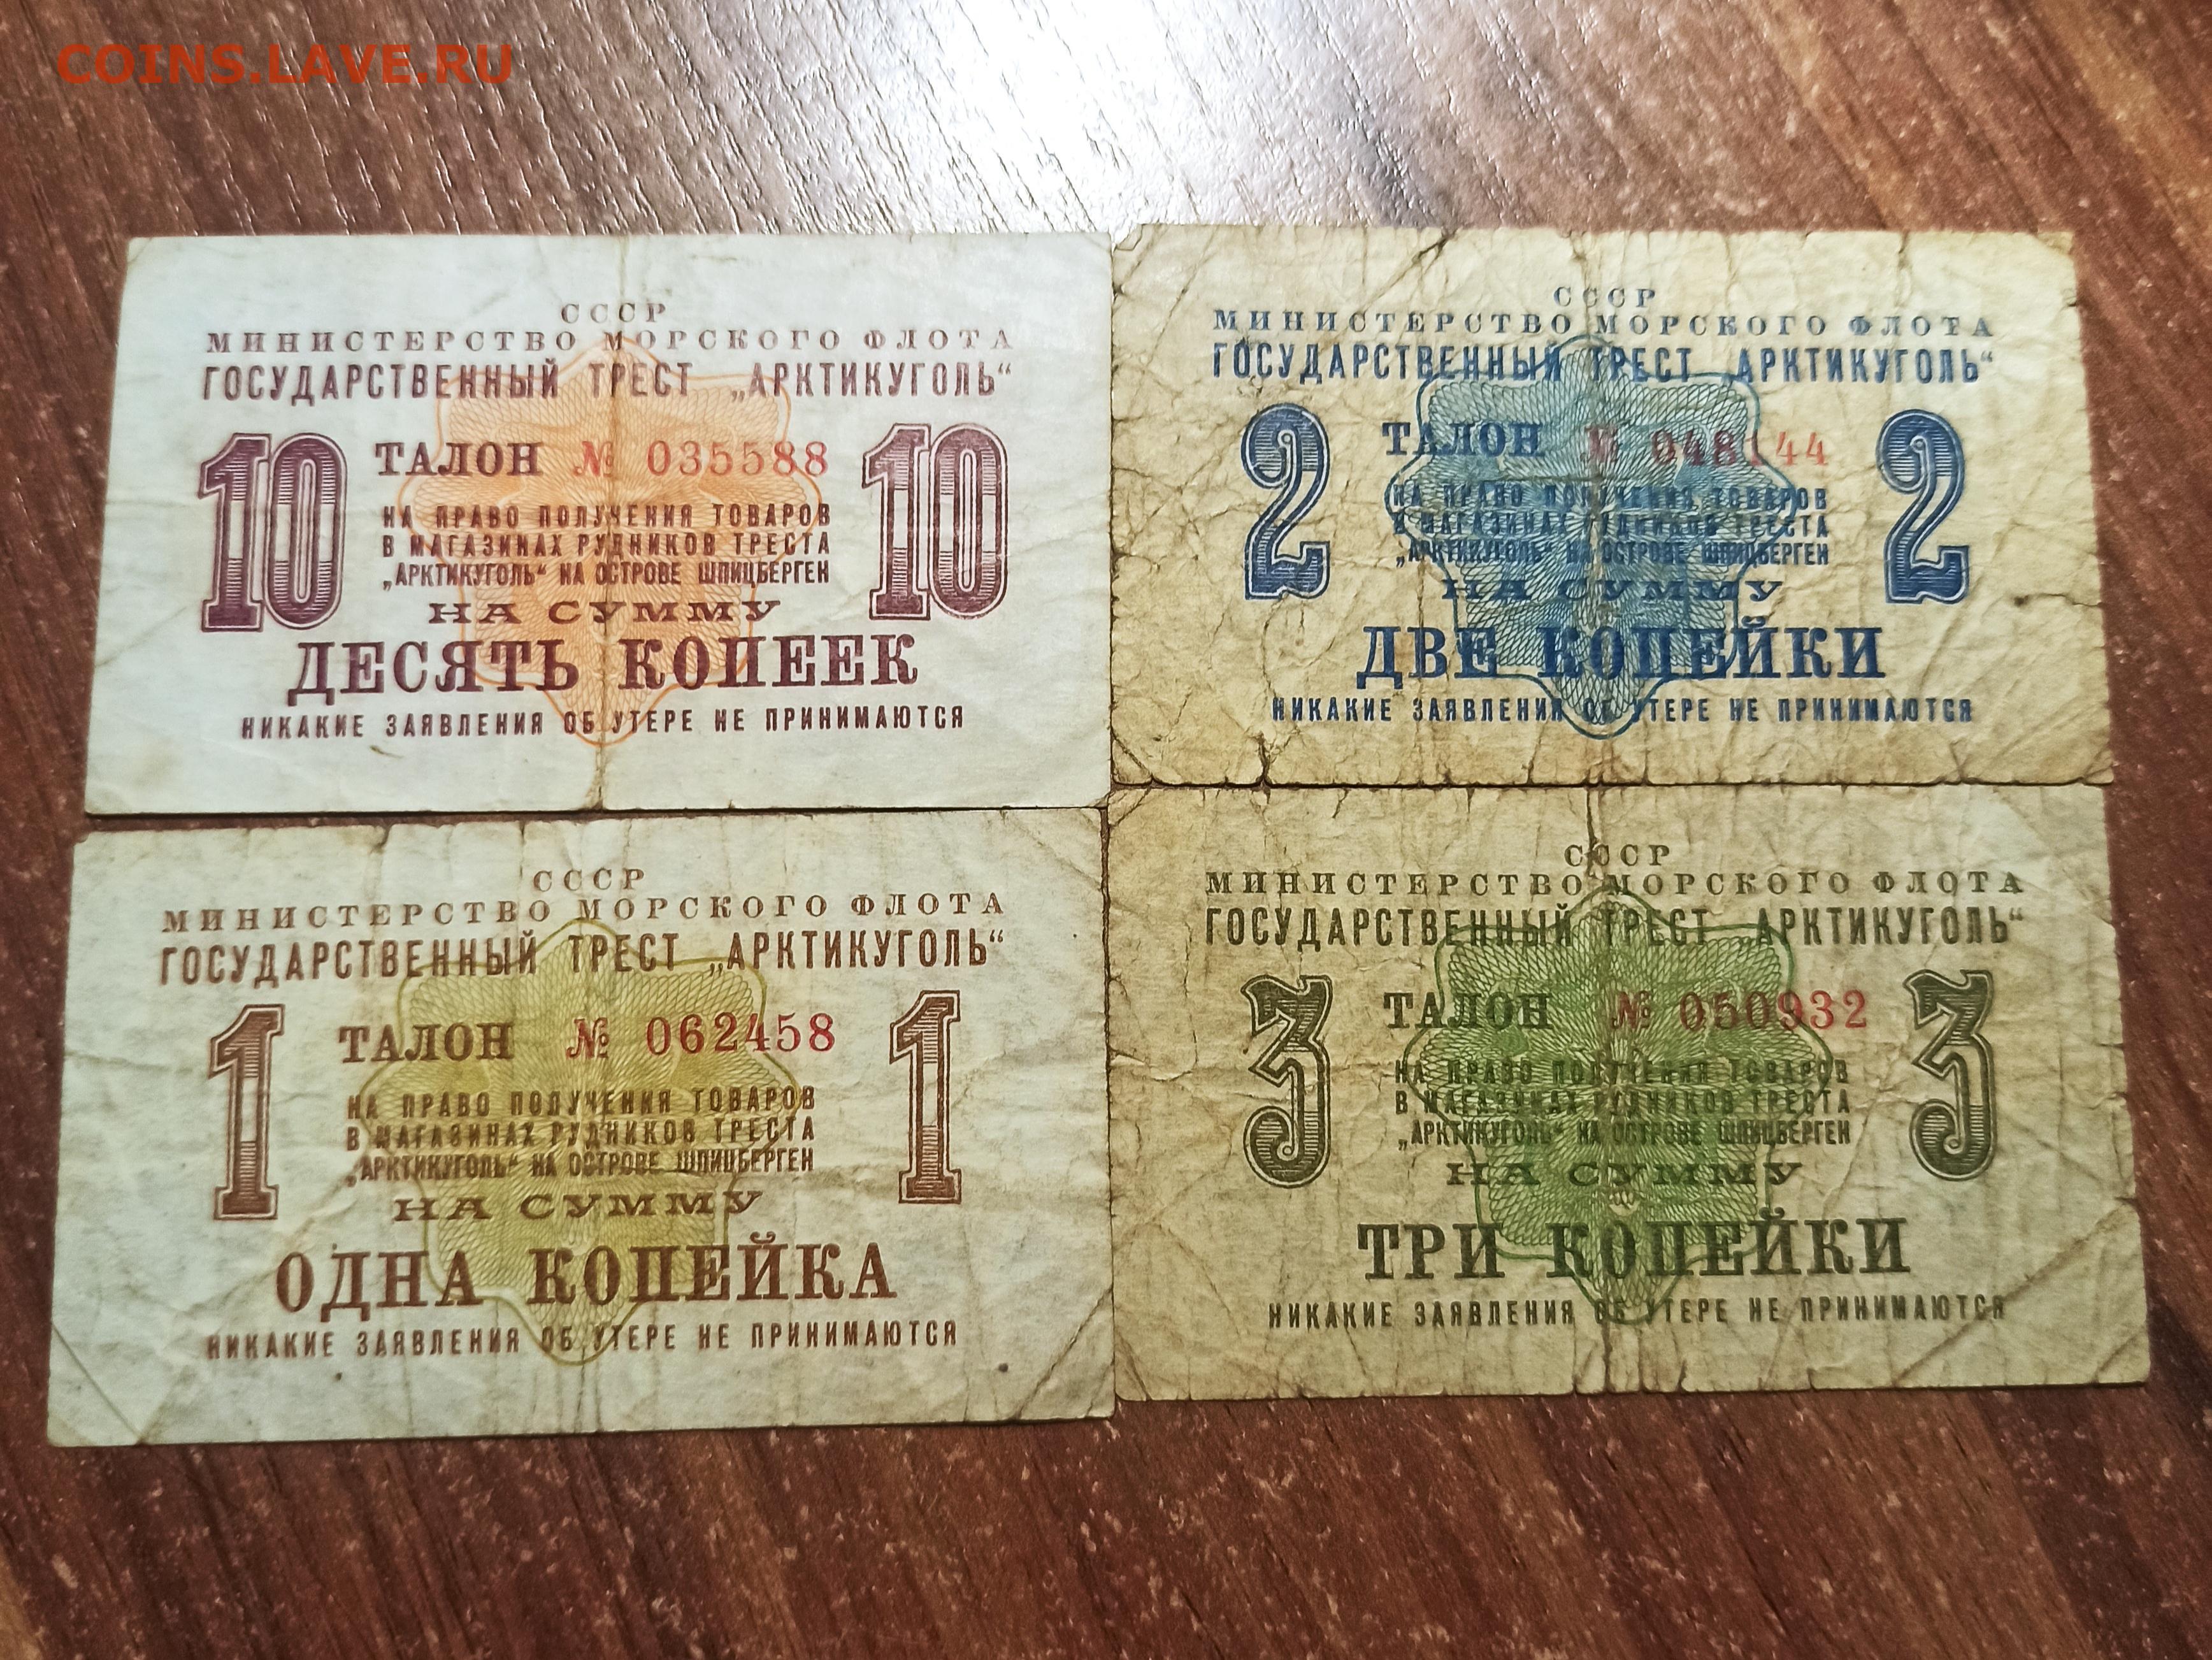 COINS.LAVE.RU
СССР
МИНИСТЕРСТВО МОРСКОГО ФЛОТА
ГОСУДАРСТВЕННЫЙ ТРЕСТ „АРКТИКУГОЛЬ“
10 ТАЛОН № 035588 10
НА ПРАВО ПОЛУЧЕНИЯ ТОВАРОВ
В МАГАЗИНАХ РУДНИКОВ ТРЕСТА
„АРКТИКУГОЛЬ“ НА ОСТРОВЕ ШПИЦБЕРГЕН
НА СУММУ
ДЕСЯТЬ КОПЕЕК
НИКАКИЕ ЗАЯВЛЕНИЯ ОБ УТЕРЕ НЕ ПРИНИМАЮТСЯ
СССР
МИНИСТЕРСТВО МОРСКОГО ФЛОТА
ГОСУДАРСТВЕННЫЙ ТРЕСТ „АРКТИКУГОЛЬ“
2 ТАЛОН № 048144 2
НА ПРАВО ПОЛУЧЕНИЯ ТОВАРОВ
В МАГАЗИНАХ РУДНИКОВ ТРЕСТА
„АРКТИКУГОЛЬ“ НА ОСТРОВЕ ШПИЦБЕРГЕН
НА СУММУ
ДВЕ КОПЕЙКИ
НИКАКИЕ ЗАЯВЛЕНИЯ ОБ УТЕРЕ НЕ ПРИНИМАЮТСЯ
СССР
МИНИСТЕРСТВО МОРСКОГО ФЛОТА
ГОСУДАРСТВЕННЫЙ ТРЕСТ „АРКТИКУГОЛЬ“
1 ТАЛОН № 062458 1
НА ПРАВО ПОЛУЧЕНИЯ ТОВАРОВ
В МАГАЗИНАХ РУДНИКОВ ТРЕСТА
„АРКТИКУГОЛЬ“ НА ОСТРОВЕ ШПИЦБЕРГЕН
НА СУММУ
ОДНА КОПЕЙКА
НИКАКИЕ ЗАЯВЛЕНИЯ ОБ УТЕРЕ НЕ ПРИНИМАЮТСЯ
СССР
МИНИСТЕРСТВО МОРСКОГО ФЛОТА
ГОСУДАРСТВЕННЫЙ ТРЕСТ „АРКТИКУГОЛЬ“
3 ТАЛОН № 050932 3
НА ПРАВО ПОЛУЧЕНИЯ ТОВАРОВ
В МАГАЗИНАХ РУДНИКОВ ТРЕСТА
„АРКТИКУГОЛЬ“ НА ОСТРОВЕ ШПИЦБЕРГЕН
НА СУММУ
ТРИ КОПЕЙКИ
НИКАКИЕ ЗАЯВЛЕНИЯ ОБ УТЕРЕ НЕ ПРИНИМАЮТСЯ